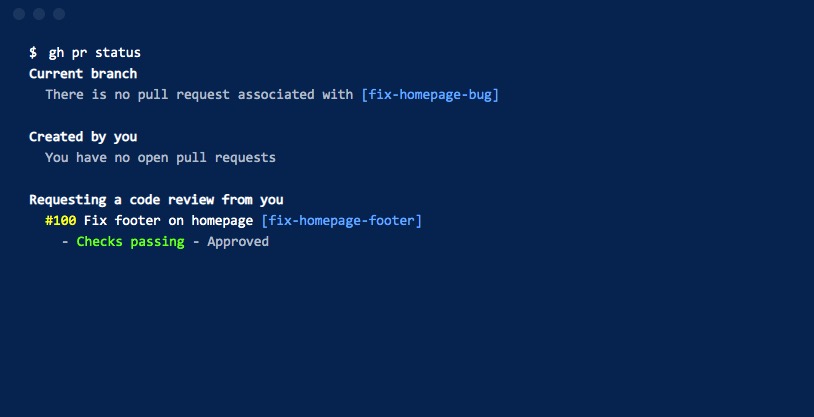 $ gh pr status
Current branch
There is no pull request associated with [fix-homepage-bug]
Created by you
You have no open pull requests
Requesting a code review from you
#100 Fix footer on homepage [fix-homepage-footer]
- Checks passing - Approved